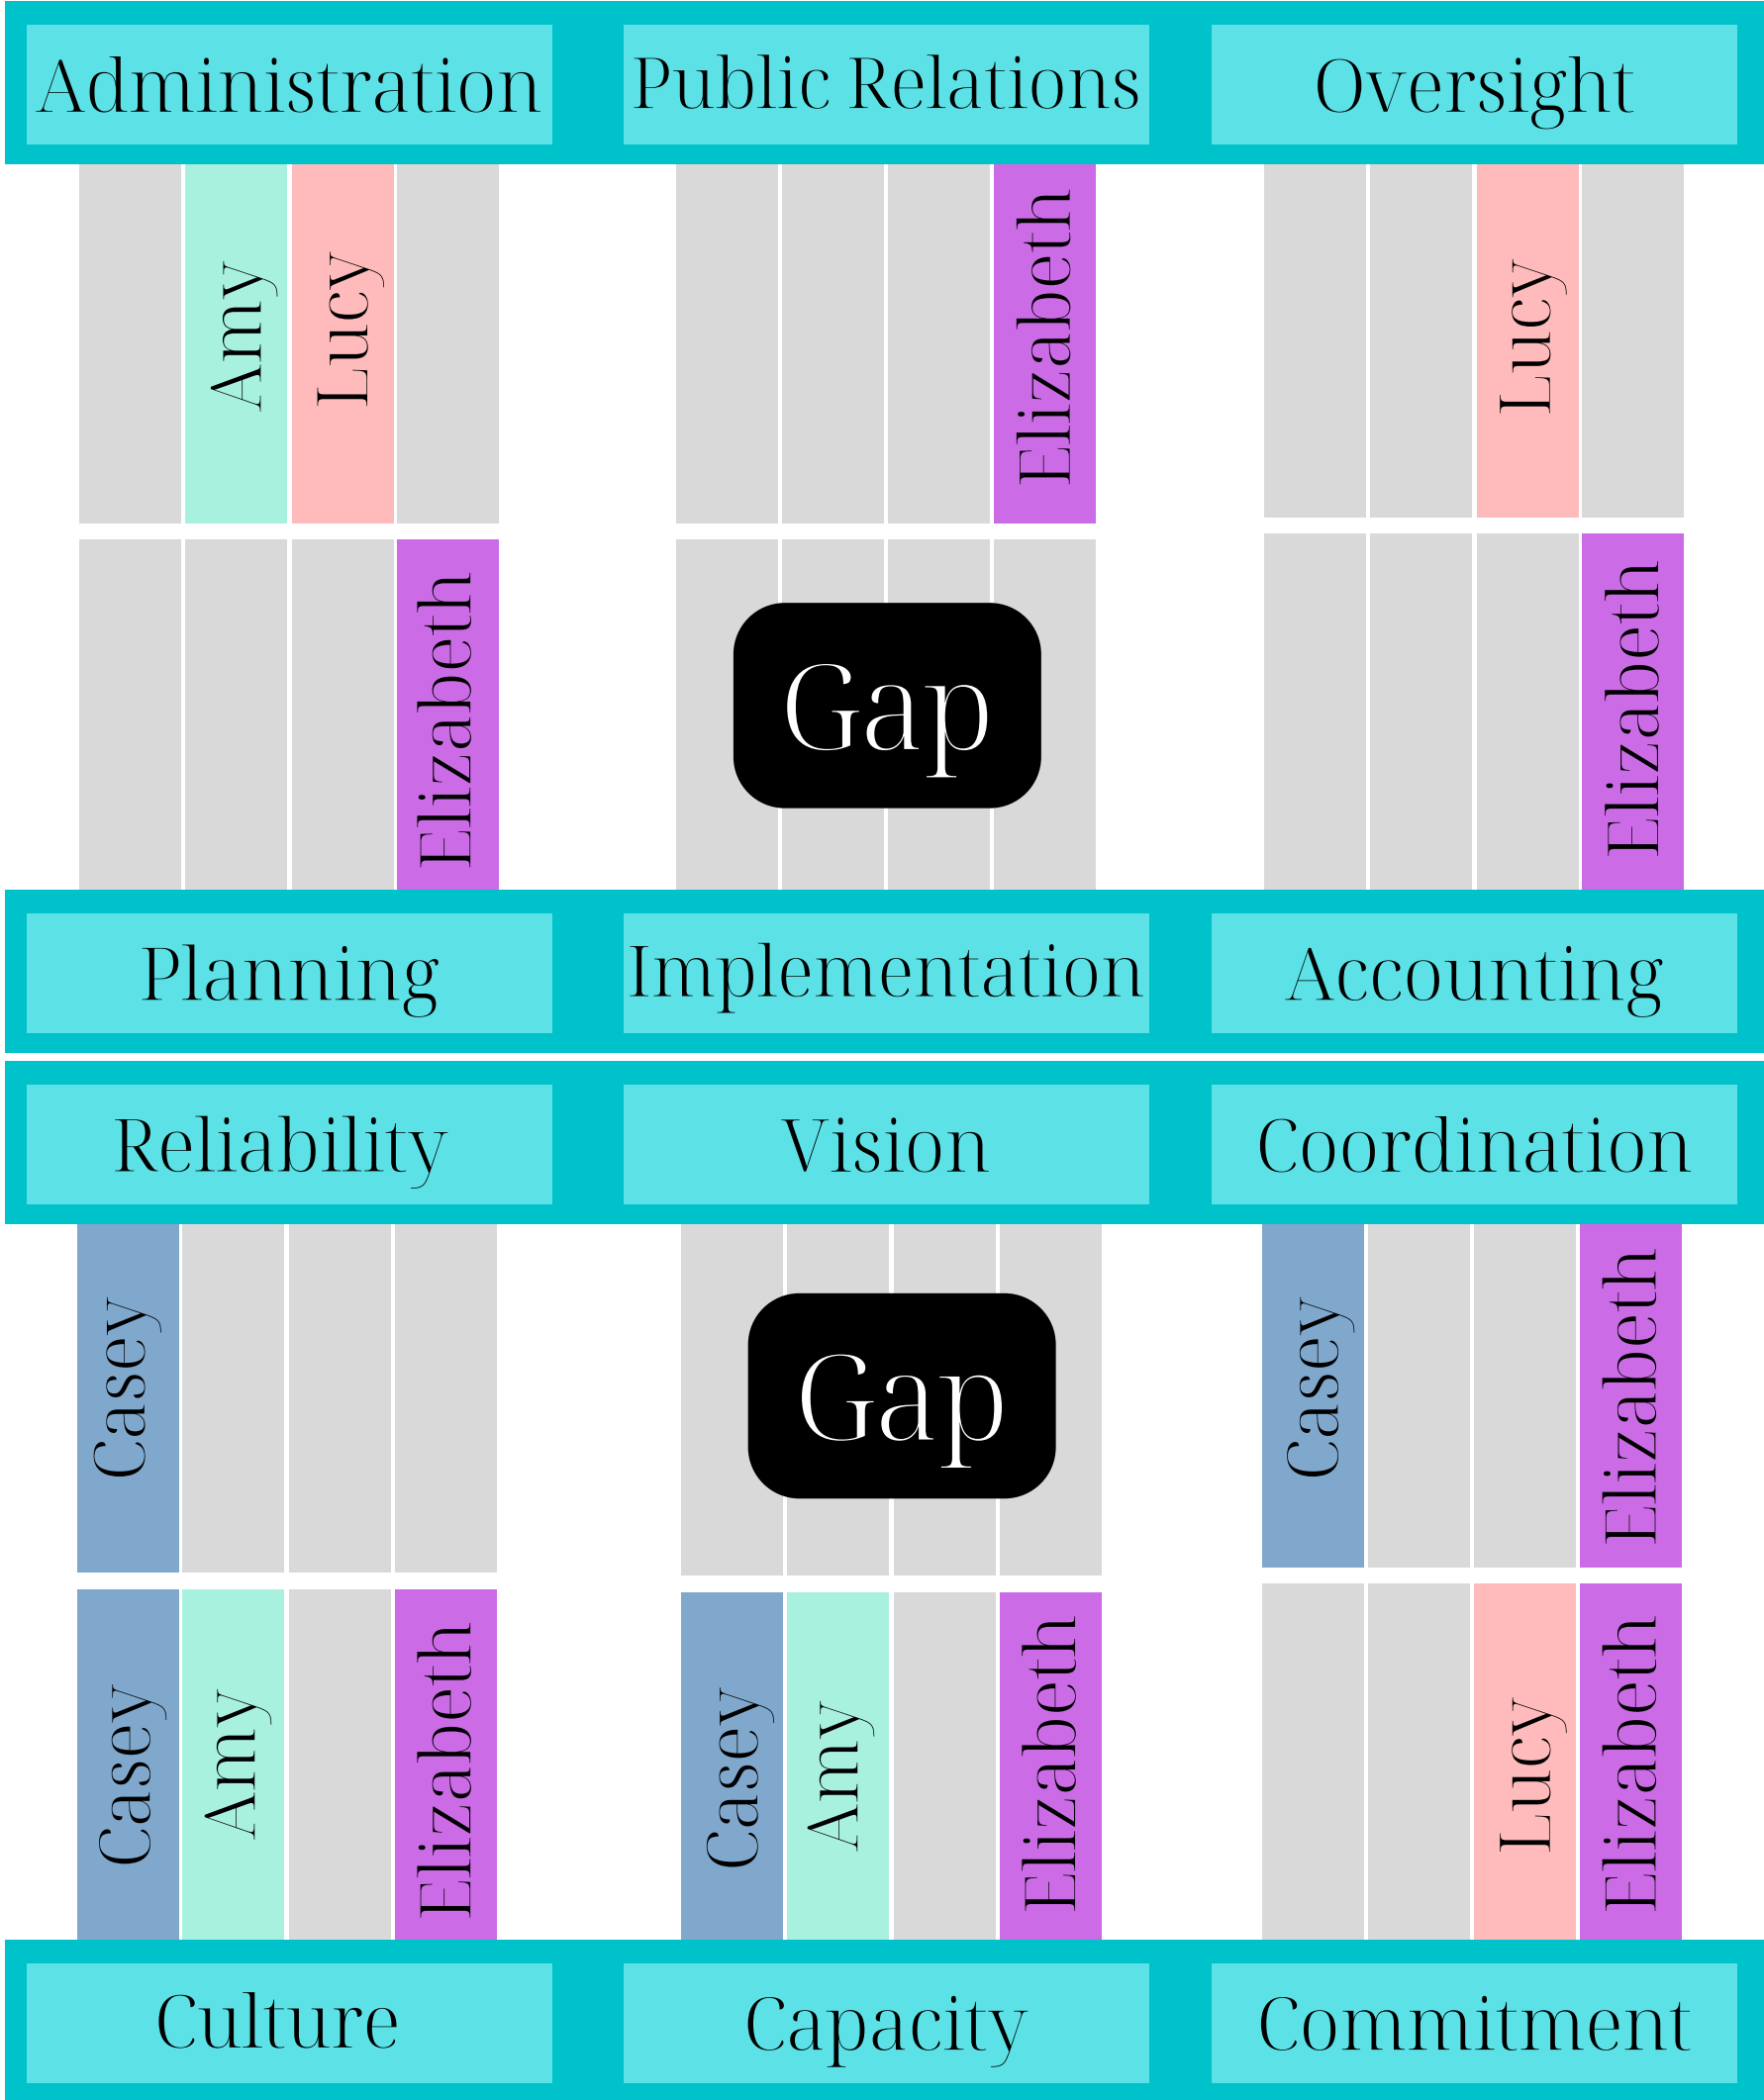 Administration
Public Relations
Oversight
Amy
Lucy
Elizabeth
Lucy
Elizabeth
Gap
Elizabeth
Planning
Implementation
Accounting
Reliability
Vision
Coordination
Casey
Gap
Casey
Elizabeth
Casey
Amy
Elizabeth
Casey
Amy
Elizabeth
Lucy
Elizabeth
Culture
Capacity
Commitment